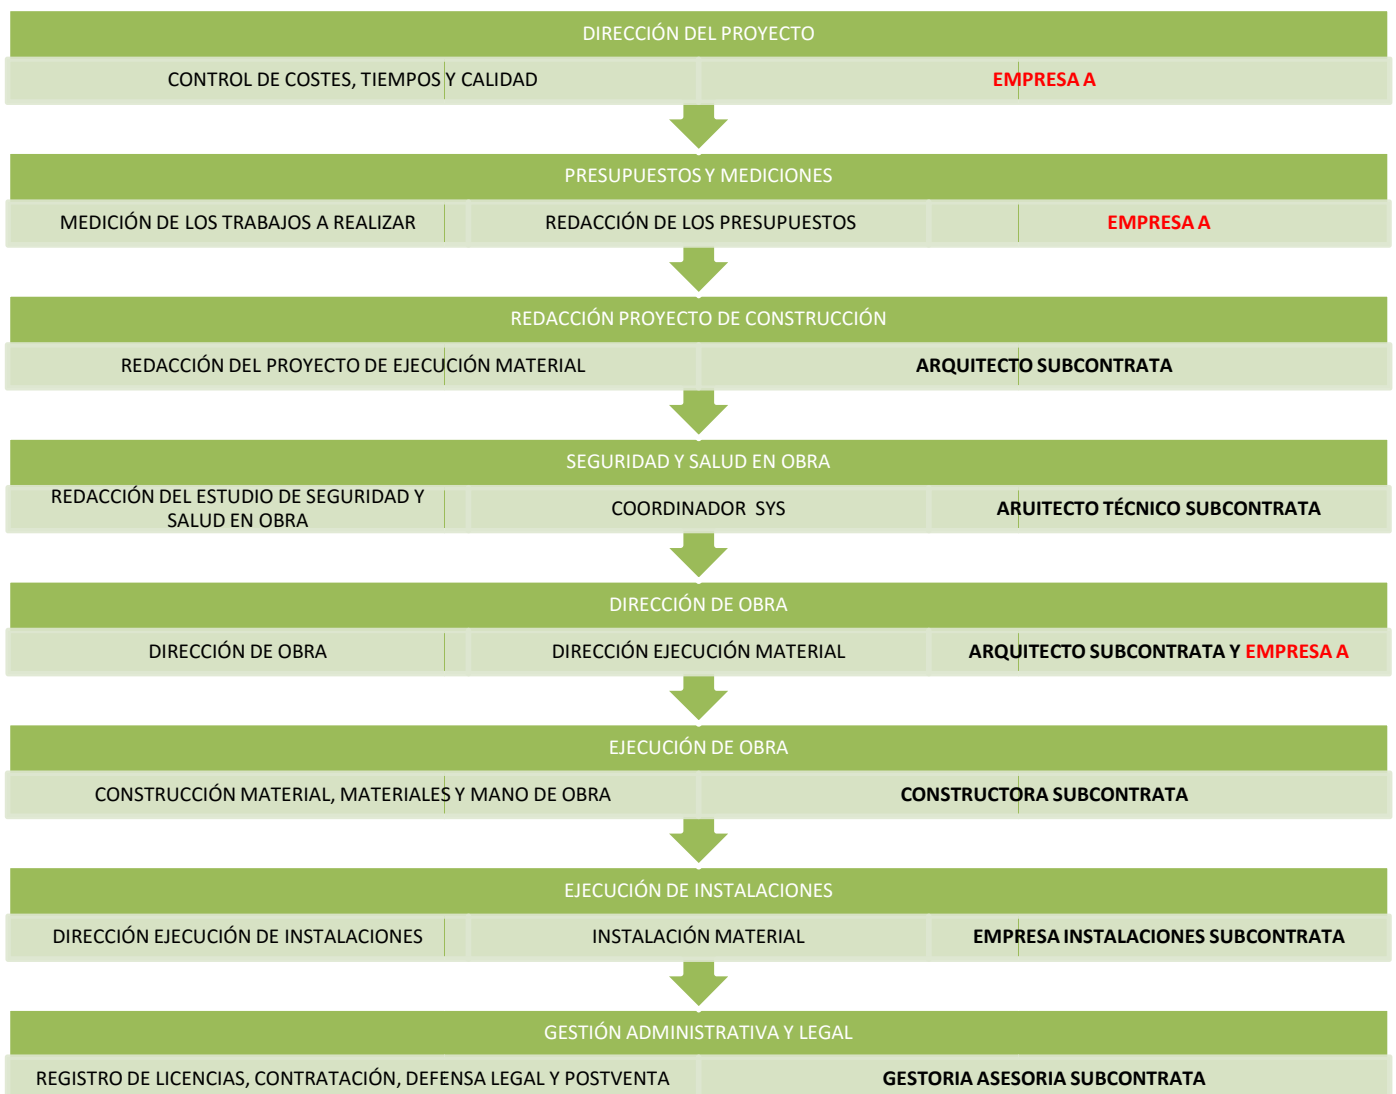 DIRECCIÓN DEL PROYECTO
CONTROL DE COSTES, TIEMPOS Y CALIDAD
EMPRESA A
PRESUPUESTOS Y MEDICIONES
MEDICIÓN DE LOS TRABAJOS A REALIZAR
REDACCIÓN DE LOS PRESUPUESTOS
EMPRESA A
REDACCIÓN PROYECTO DE CONSTRUCCIÓN
REDACCIÓN DEL PROYECTO DE EJECUCIÓN MATERIAL
ARQUITECTO SUBCONTRATA
SEGURIDAD Y SALUD EN OBRA
REDACCIÓN DEL ESTUDIO DE SEGURIDAD Y
SALUD EN OBRA
COORDINADOR SYS
ARUITECTO TÉCNICO SUBCONTRATA
DIRECCIÓN DE OBRA
DIRECCIÓN DE OBRA
DIRECCIÓN EJECUCIÓN MATERIAL
ARQUITECTO SUBCONTRATA Y EMPRESA A
EJECUCIÓN DE OBRA
CONSTRUCCIÓN MATERIAL, MATERIALES Y MANO DE OBRA
CONSTRUCTORA SUBCONTRATA
EJECUCIÓN DE INSTALACIONES
DIRECCIÓN EJECUCIÓN DE INSTALACIONES
INSTALACIÓN MATERIAL
EMPRESA INSTALACIONES SUBCONTRATA
GESTIÓN ADMINISTRATIVA Y LEGAL
REGISTRO DE LICENCIAS, CONTRATACIÓN, DEFENSA LEGAL Y POSTVENTA
GESTORIA ASESORIA SUBCONTRATA